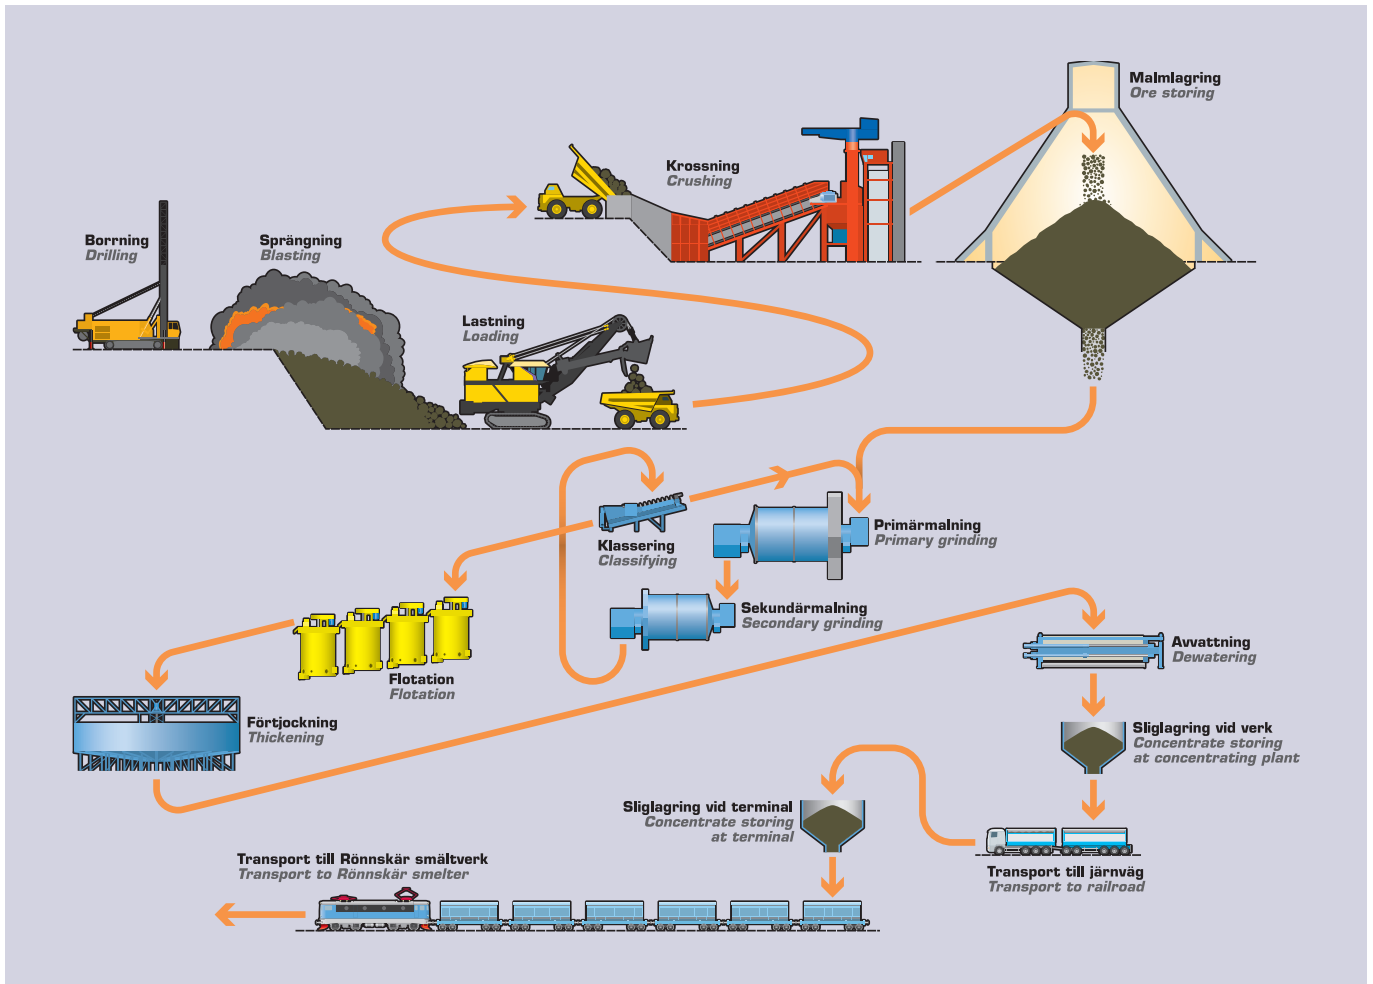 Malmlagring
Ore storing
Krossning
Crushing
Borrning
Drilling
Sprängning
Blasting
Lastning
Loading
Klassering
Classifying
Primärmalning
Primary grinding
Sekundärmalning
Secondary grinding
Avvattning
Dewatering
Flotation
Flotation
Förtjockning
Thickening
Sliglagring vid verk
Concentrate storing
at concentrating plant
Sliglagring vid terminal
Concentrate storing
at terminal
Transport till Rönnskär smältverk
Transport to Rönnskär smelter
Transport till järnväg
Transport to railroad